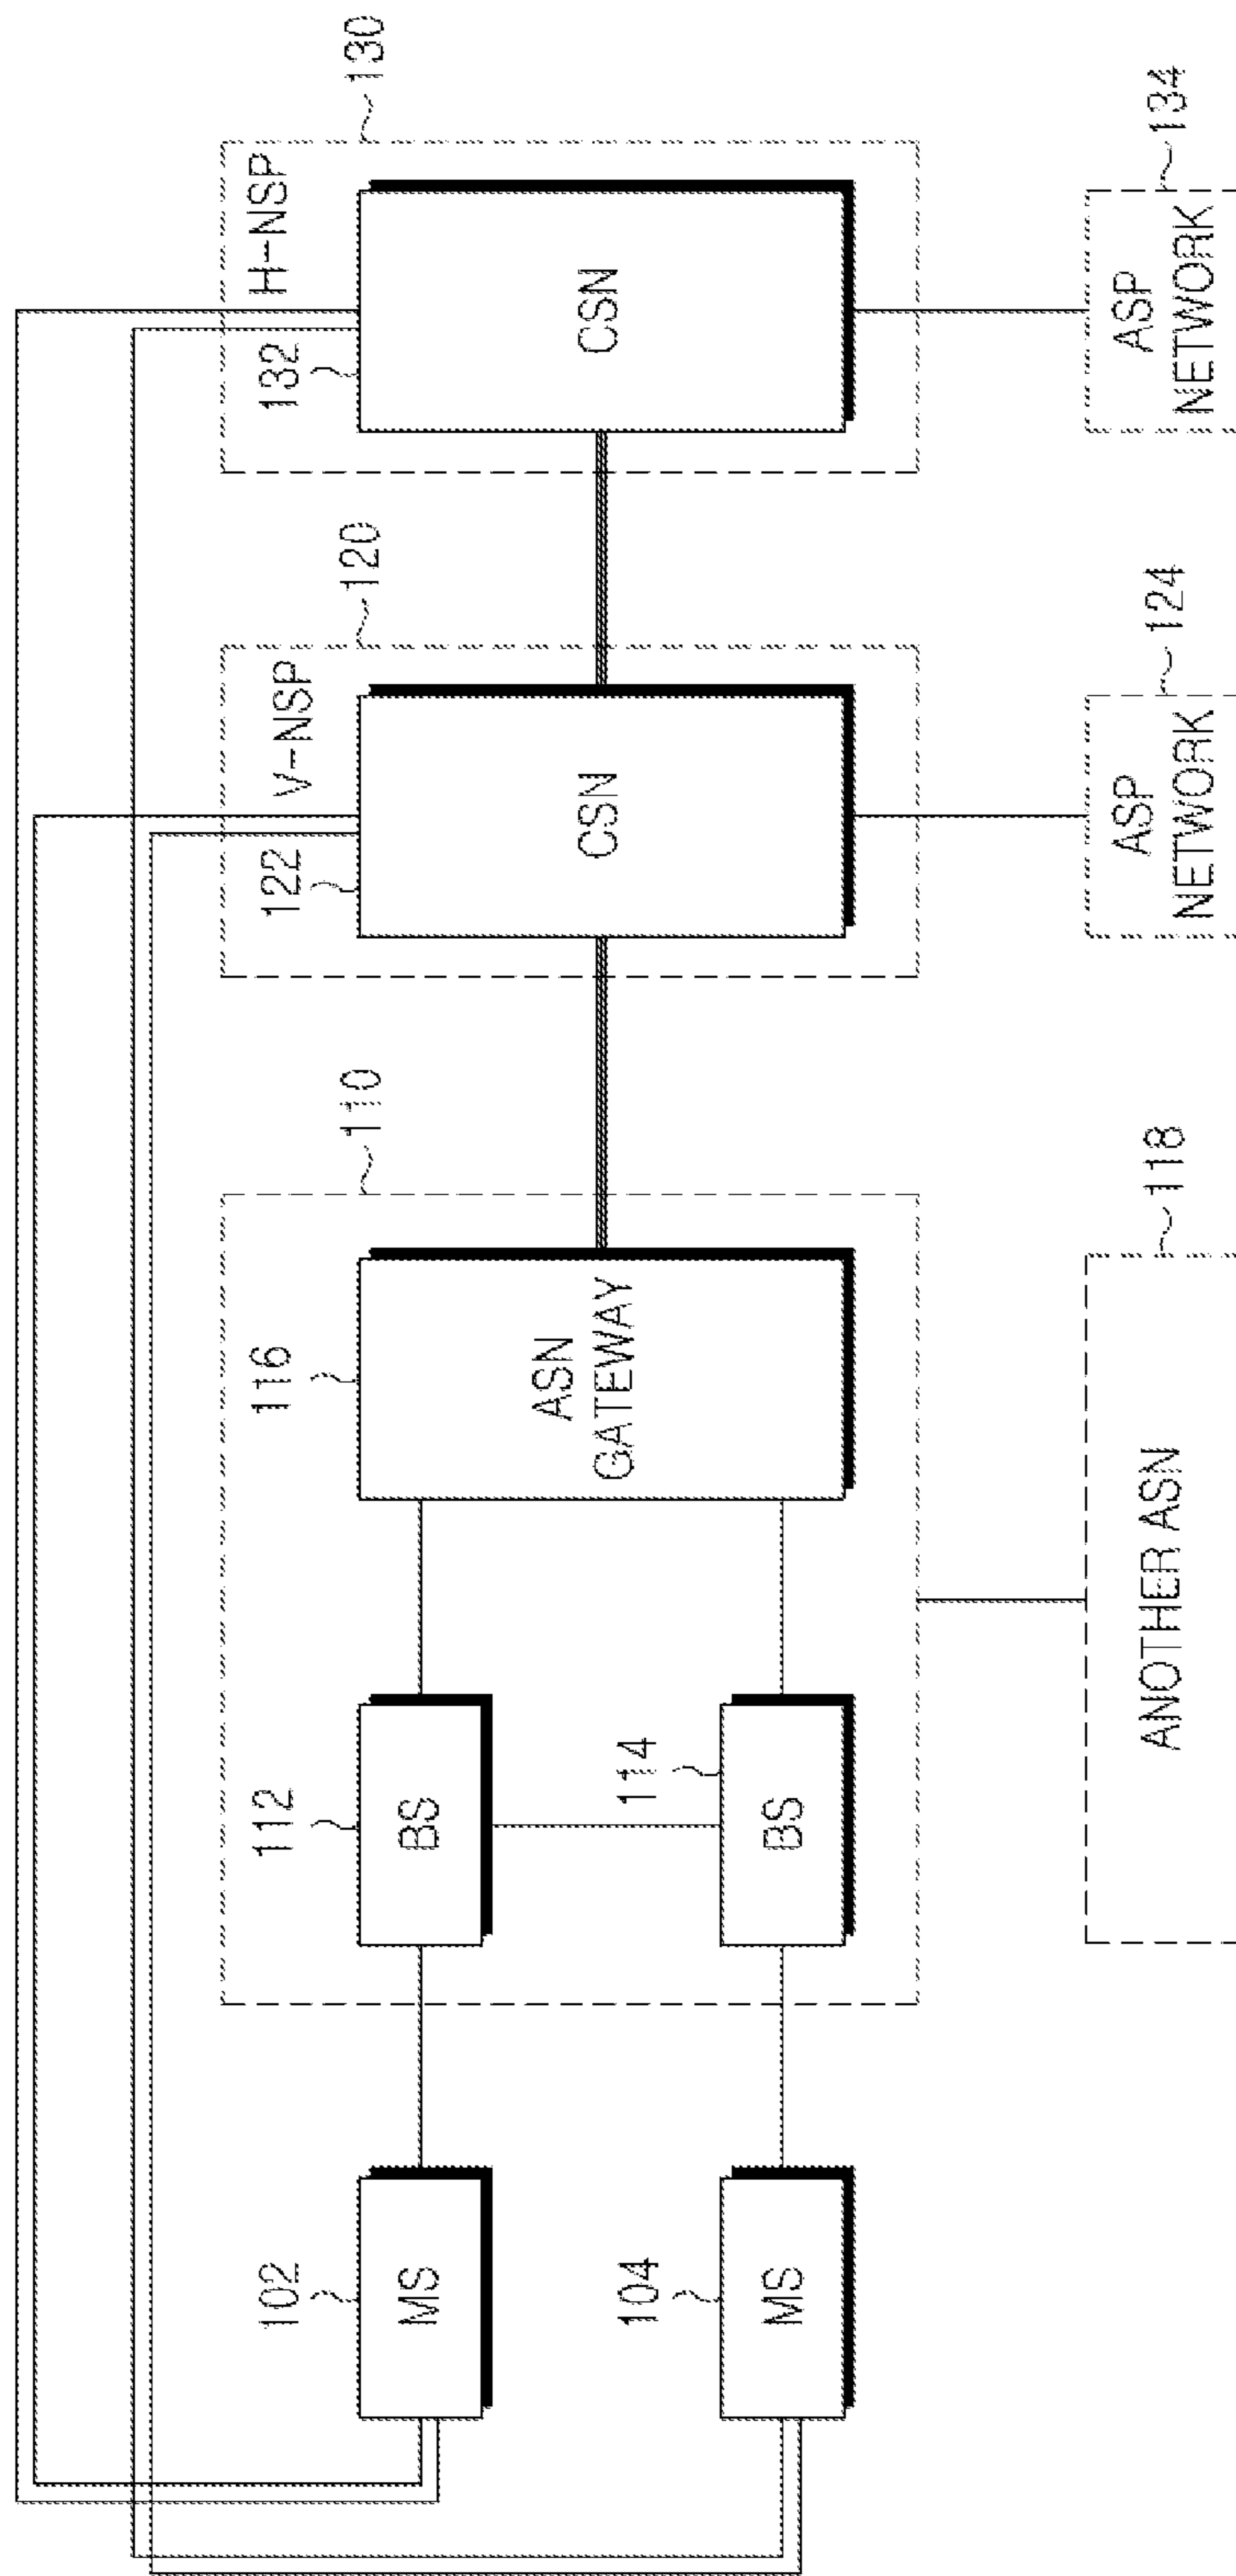 102
MS
104
MS
110
112
BS
114
BS
116
ASN
GATEWAY
118
ANOTHER ASN
120
V-NSP
122
CSN
124
ASP
NETWORK
130
H-NSP
132
CSN
134
ASP
NETWORK